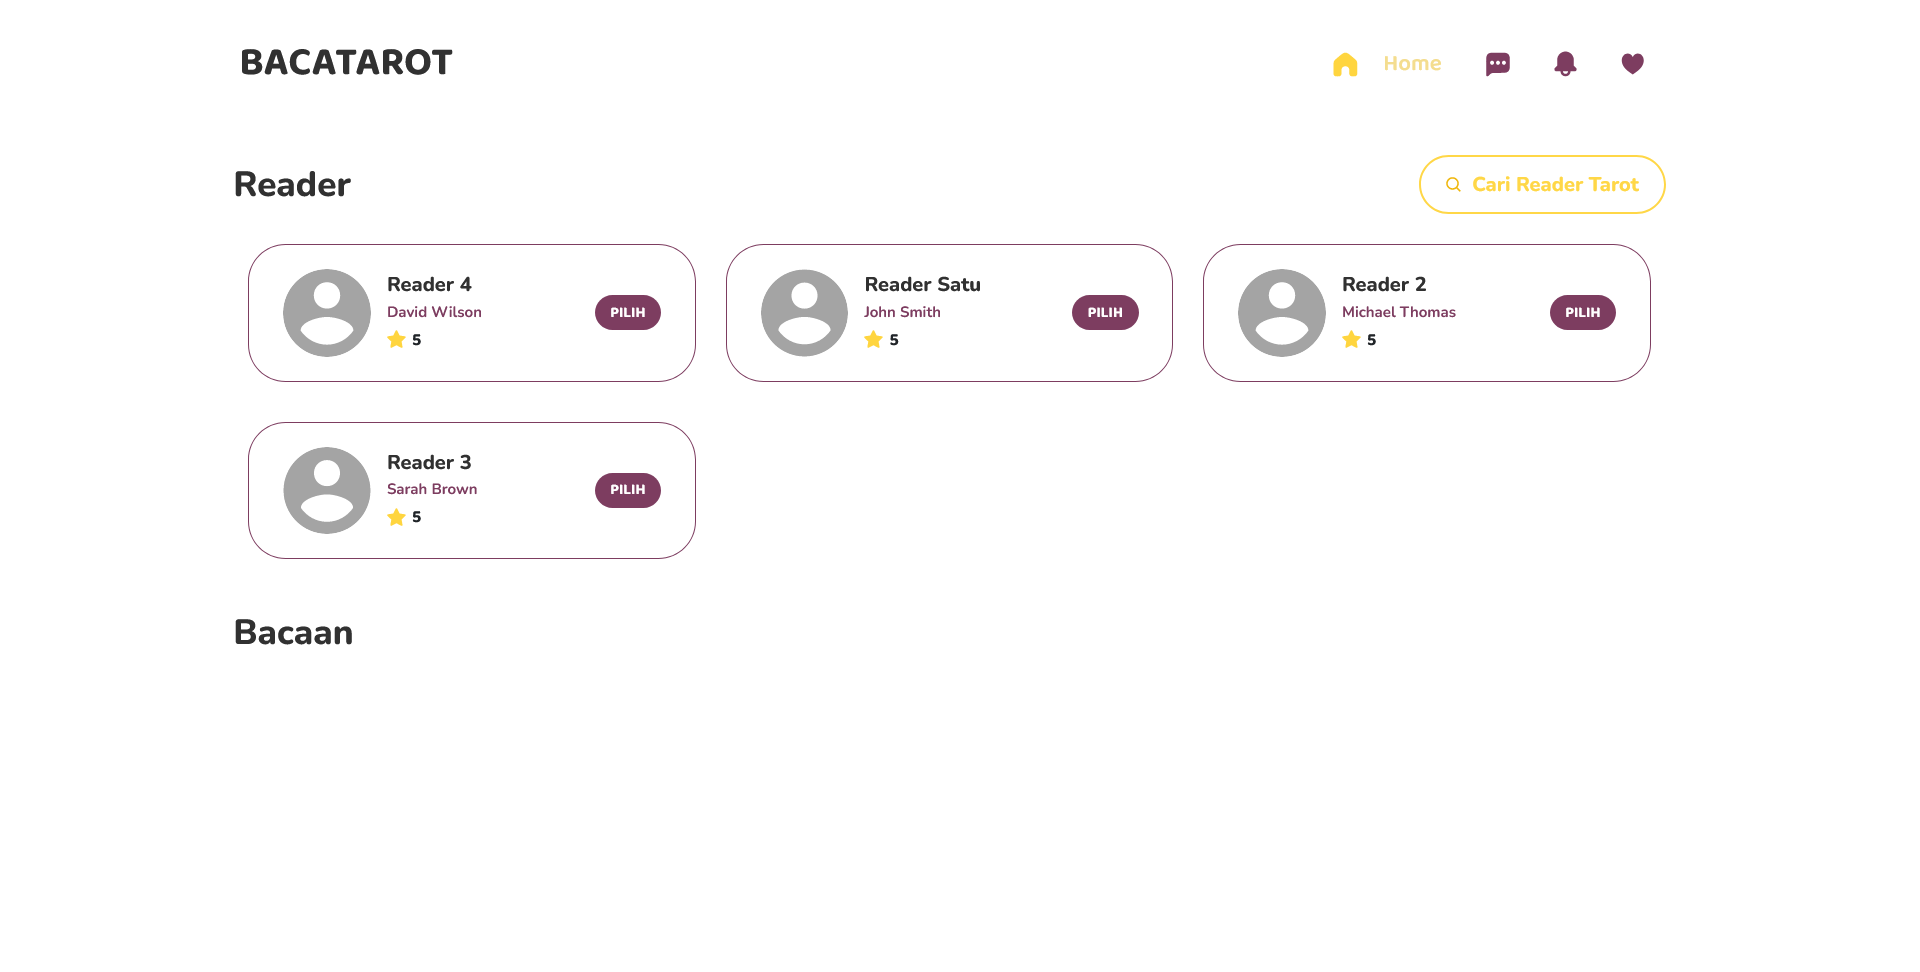 BACATAROT
Home
Reader
Cari Reader Tarot
Reader 4
David Wilson
5
PILIH
Reader Satu
John Smith
5
PILIH
Reader 2
Michael Thomas
5
PILIH
Reader 3
Sarah Brown
5
PILIH
Bacaan